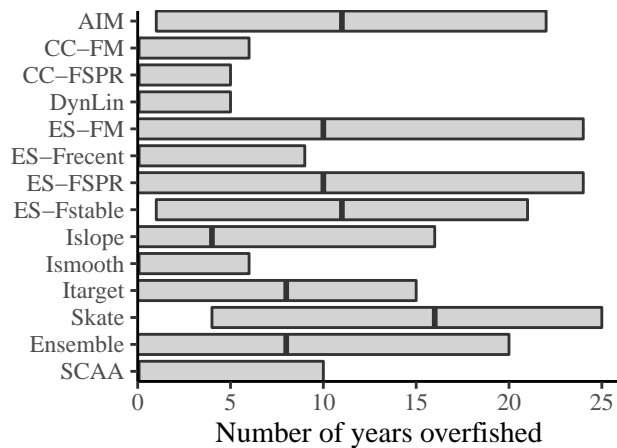 AIM
CC−FM
CC−FSPR
DynLin
ES−FM
ES−Frecent
ES−FSPR
ES−Fstable
Islope
Ismooth
Itarget
Skate
Ensemble
SCAA
0 5 10 15 20 25
Number of years overfished